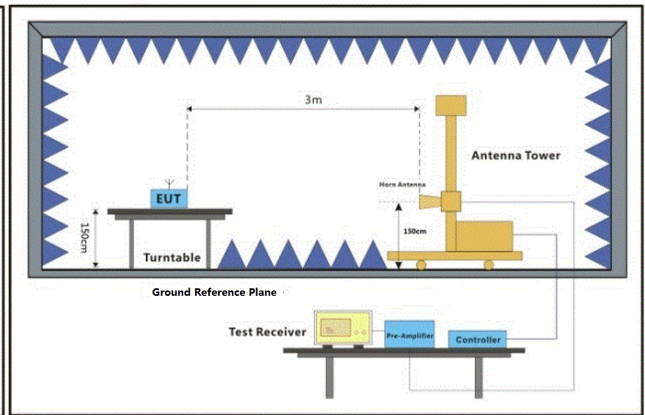 3m
Antenna Tower
Horn Antenna
EUT
150cm
150cm
Turntable
Ground Reference Plane
Test Receiver
Pre-Amplifier
Controller